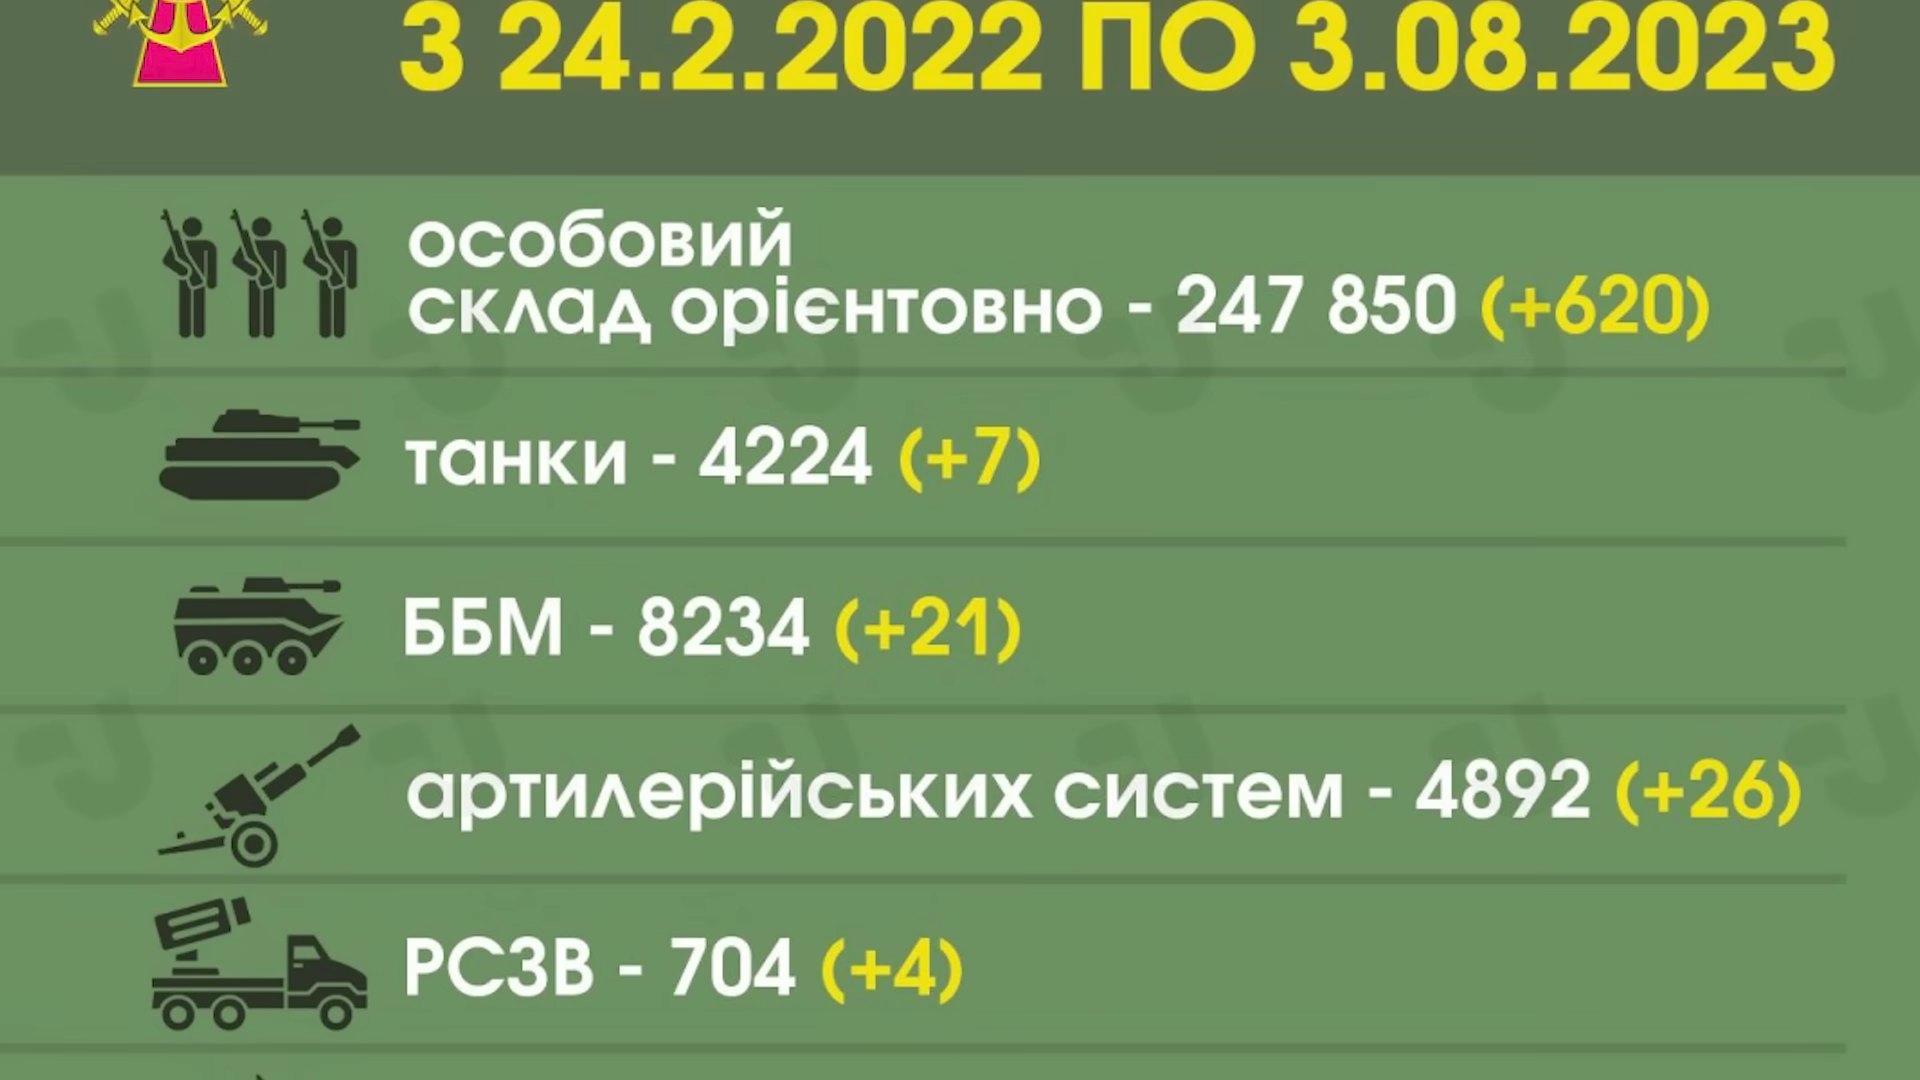 З 24.2.2022 ПО 3.08.2023
особовий
склад орієнтовно - 247 850 (+620)
танки - 4224 (+7)
ББМ - 8234 (+21)
артилерійських систем - 4892 (+26)
РСЗВ - 704 (+4)